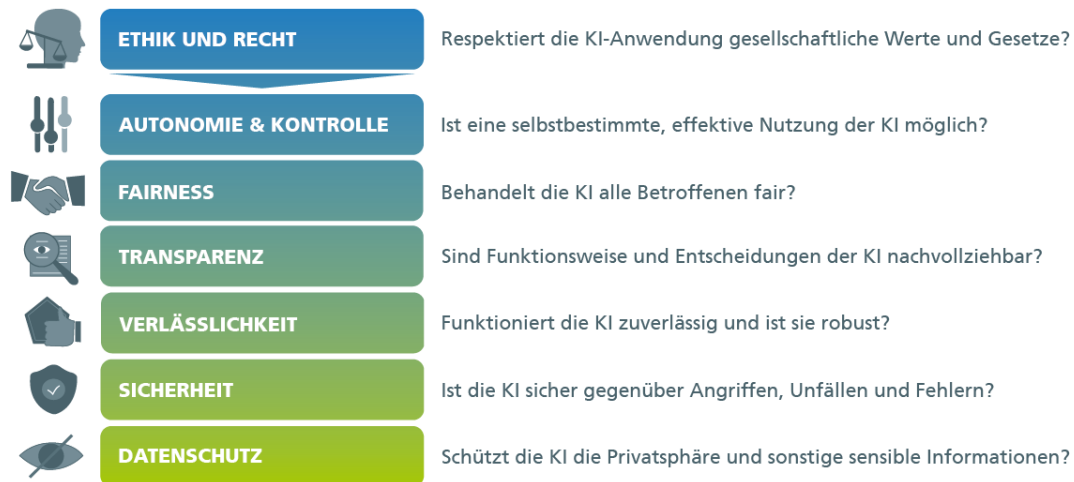 ETHIK UND RECHT
Respektiert die KI-Anwendung gesellschaftliche Werte und Gesetze?
AUTONOMIE & KONTROLLE
Ist eine selbstbestimmte, effektive Nutzung der KI möglich?
FAIRNESS
Behandelt die KI alle Betroffenen fair?
TRANSPARENZ
Sind Funktionsweise und Entscheidungen der KI nachvollziehbar?
VERLÄSSLICHKEIT
Funktioniert die KI zuverlässig und ist sie robust?
SICHERHEIT
Ist die KI sicher gegenüber Angriffen, Unfällen und Fehlern?
DATENSCHUTZ
Schützt die KI die Privatsphäre und sonstige sensible Informationen?